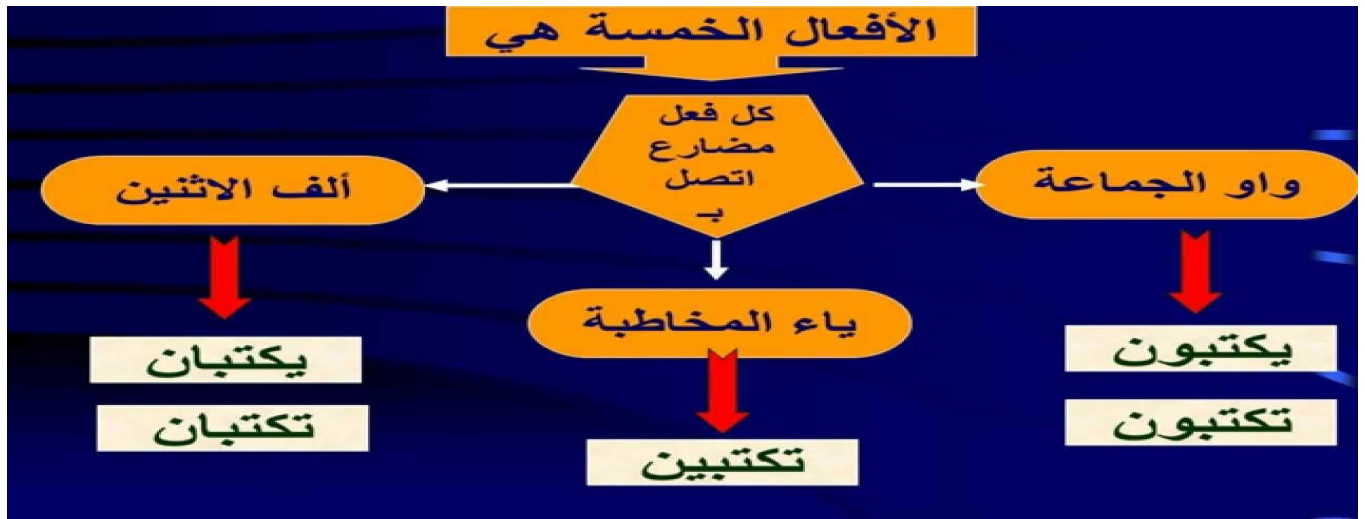 الأفعال الخمسة هي
كل فعل
مضارع
اتصل
بـ
واو الجماعة
ألف الاثنين
ياء المخاطبة
يكتبون
تكتبون
تكتبين
يكتبان
تكتبان